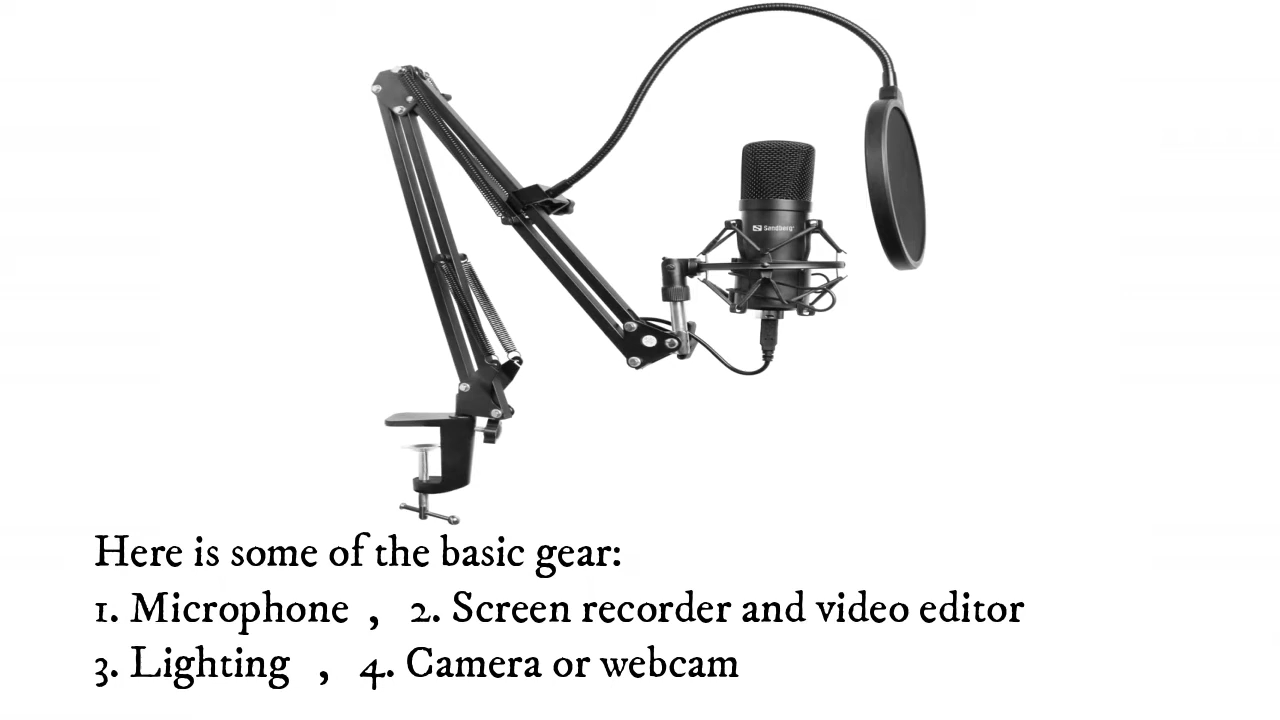 Sandberg
Here is some of the basic gear:
1. Microphone , 2. Screen recorder and video editor
3. Lighting , 4. Camera or webcam